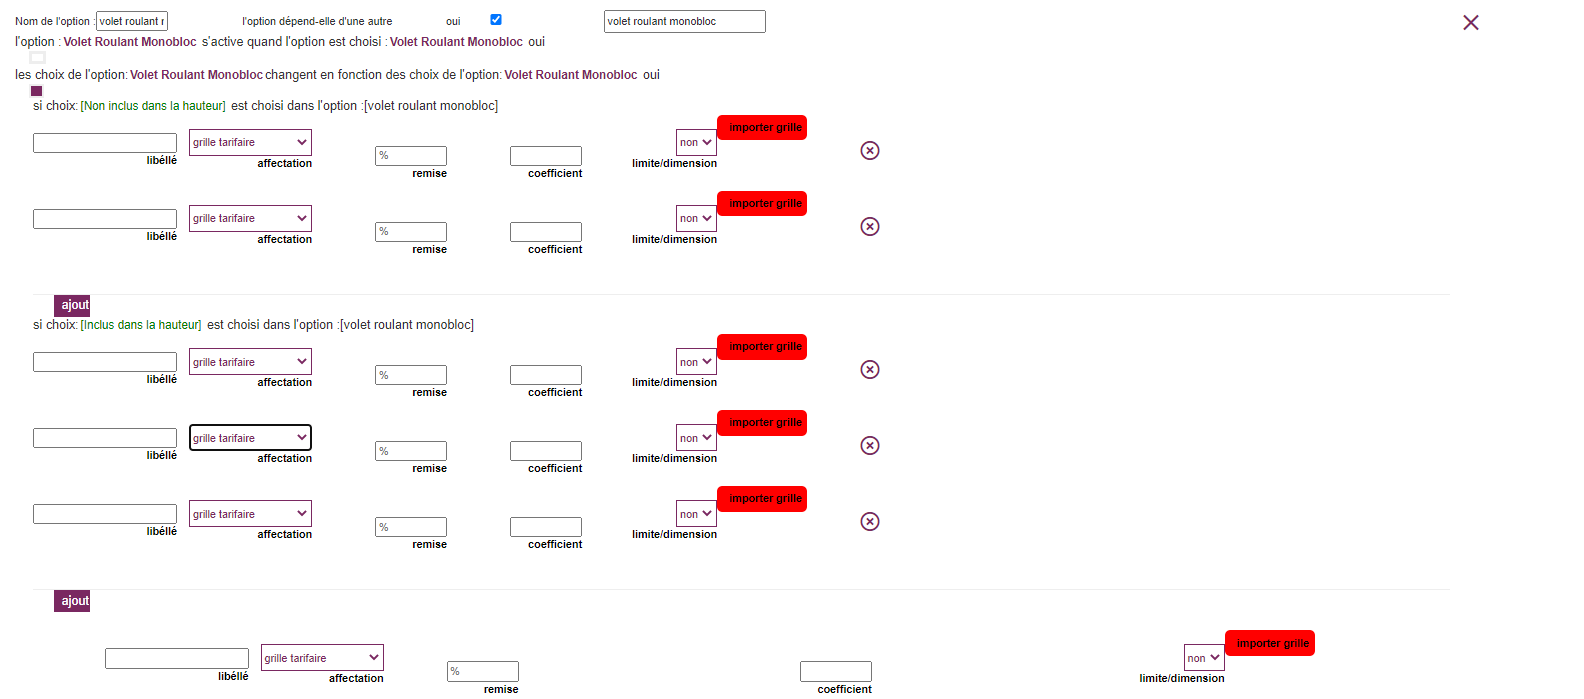 Nom de l'option : volet roulant r l'option dépend-elle d'une autre oui volet roulant monobloc
l'option : Volet Roulant Monobloc s'active quand l'option est choisi : Volet Roulant Monobloc oui
les choix de l'option: Volet Roulant Monobloc changent en fonction des choix de l'option: Volet Roulant Monobloc oui
si choix: [Non inclus dans la hauteur] est choisi dans l'option :[volet roulant monobloc]
grille tarifaire % non importer grille
libéllé affectation remise coefficient limite/dimension
grille tarifaire % non importer grille
libéllé affectation remise coefficient limite/dimension
ajout
si choix: [Inclus dans la hauteur] est choisi dans l'option :[volet roulant monobloc]
grille tarifaire % non importer grille
libéllé affectation remise coefficient limite/dimension
grille tarifaire % non importer grille
libéllé affectation remise coefficient limite/dimension
grille tarifaire % non importer grille
libéllé affectation remise coefficient limite/dimension
ajout
grille tarifaire % non importer grille
libéllé affectation remise coefficient limite/dimension